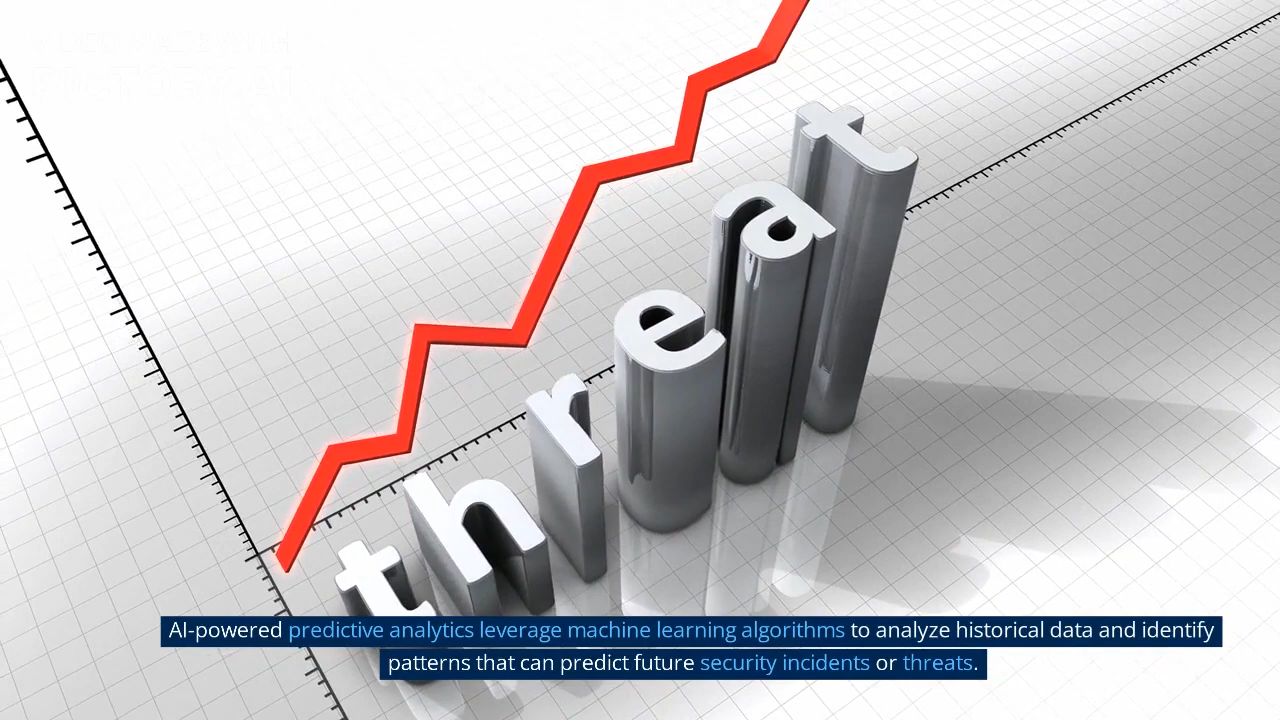 threat
AI-powered predictive analytics leverage machine learning algorithms to analyze historical data and identify
patterns that can predict future security incidents or threats.